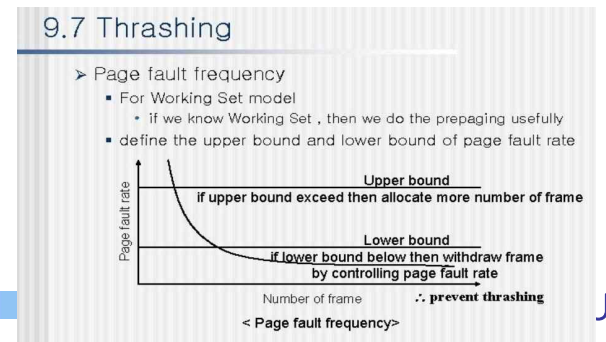 9.7 Thrashing
➤ Page fault frequency
▪ For Working Set model
• if we know Working Set , then we do the prepaging usefully
▪ define the upper bound and lower bound of page fault rate
Page fault rate
Upper bound
if upper bound exceed then allocate more number of frame
Lower bound
if lower bound below then withdraw frame
by controlling page fault rate
Number of frame
∴ prevent thrashing
< Page fault frequency>